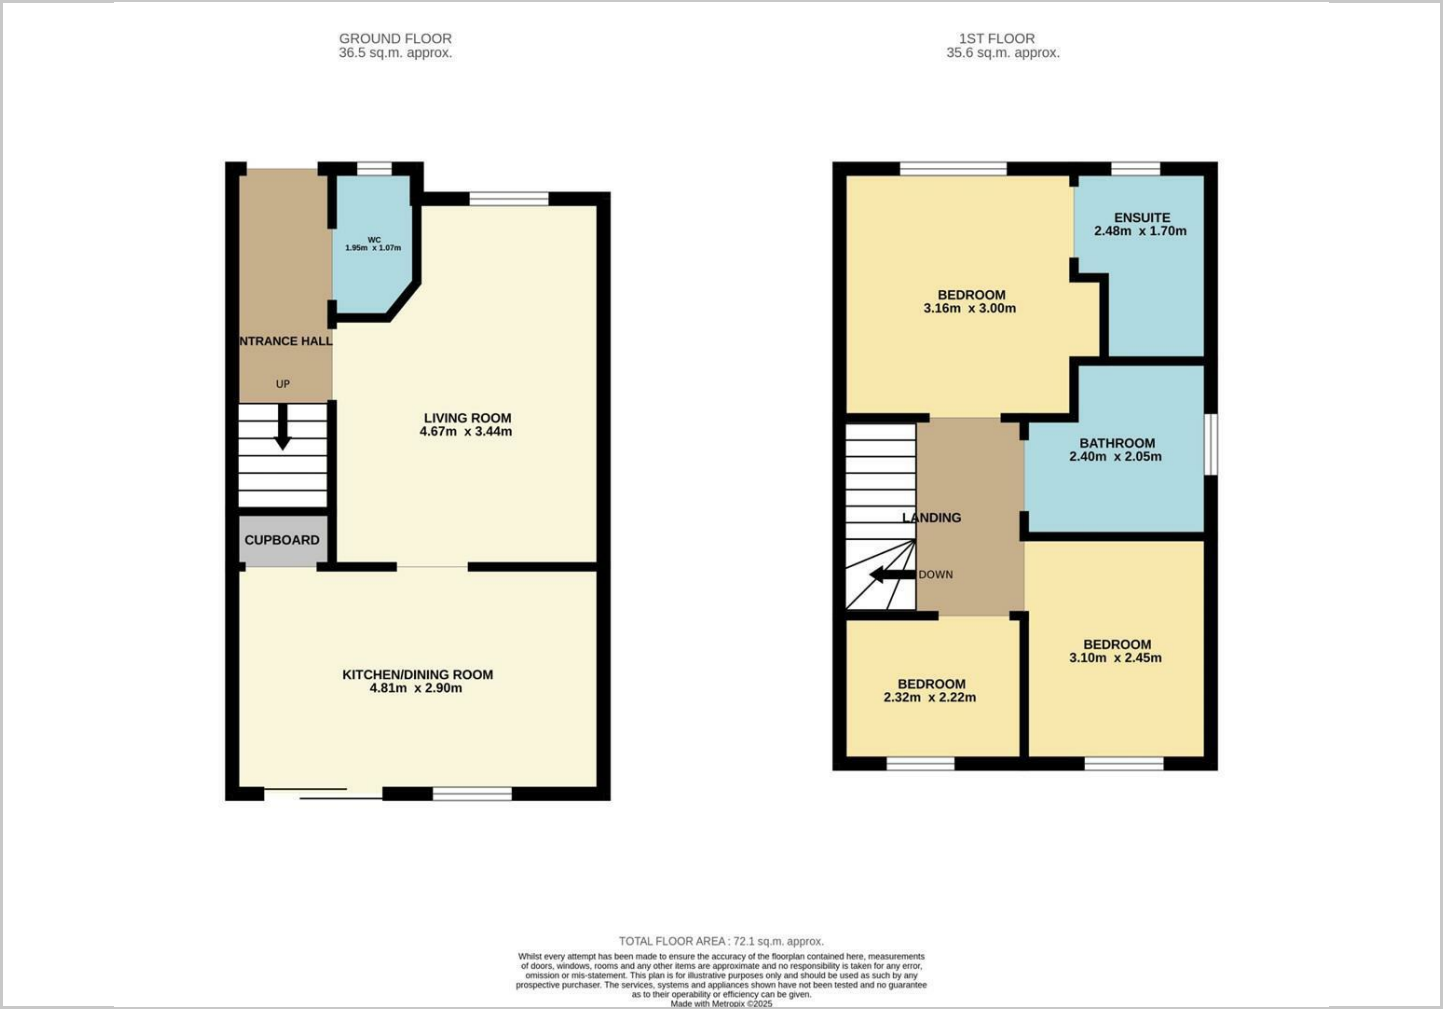 GROUND FLOOR
36.5 sq.m. approx.
1ST FLOOR
35.6 sq.m. approx.
WC
1.95m x 1.07m
NTRANCE HALL
UP
LIVING ROOM
4.67m x 3.44m
CUPBOARD
KITCHEN/DINING ROOM
4.81m x 2.90m
ENSUITE
2.48m x 1.70m
BEDROOM
3.16m x 3.00m
BATHROOM
2.40m x 2.05m
LANDING
DOWN
BEDROOM
3.10m x 2.45m
BEDROOM
2.32m x 2.22m
TOTAL FLOOR AREA : 72.1 sq.m. approx.
Whilst every attempt has been made to ensure the accuracy of the floorplan contained here, measurements
of doors, windows, rooms and any other items are approximate and no responsibility is taken for any error,
omission or mis-statement. This plan is for illustrative purposes only and should be used as such by any
prospective purchaser. The services, systems and appliances shown have not been tested and no guarantee
as to their operability or efficiency can be given.
Made with Metropix ©2025